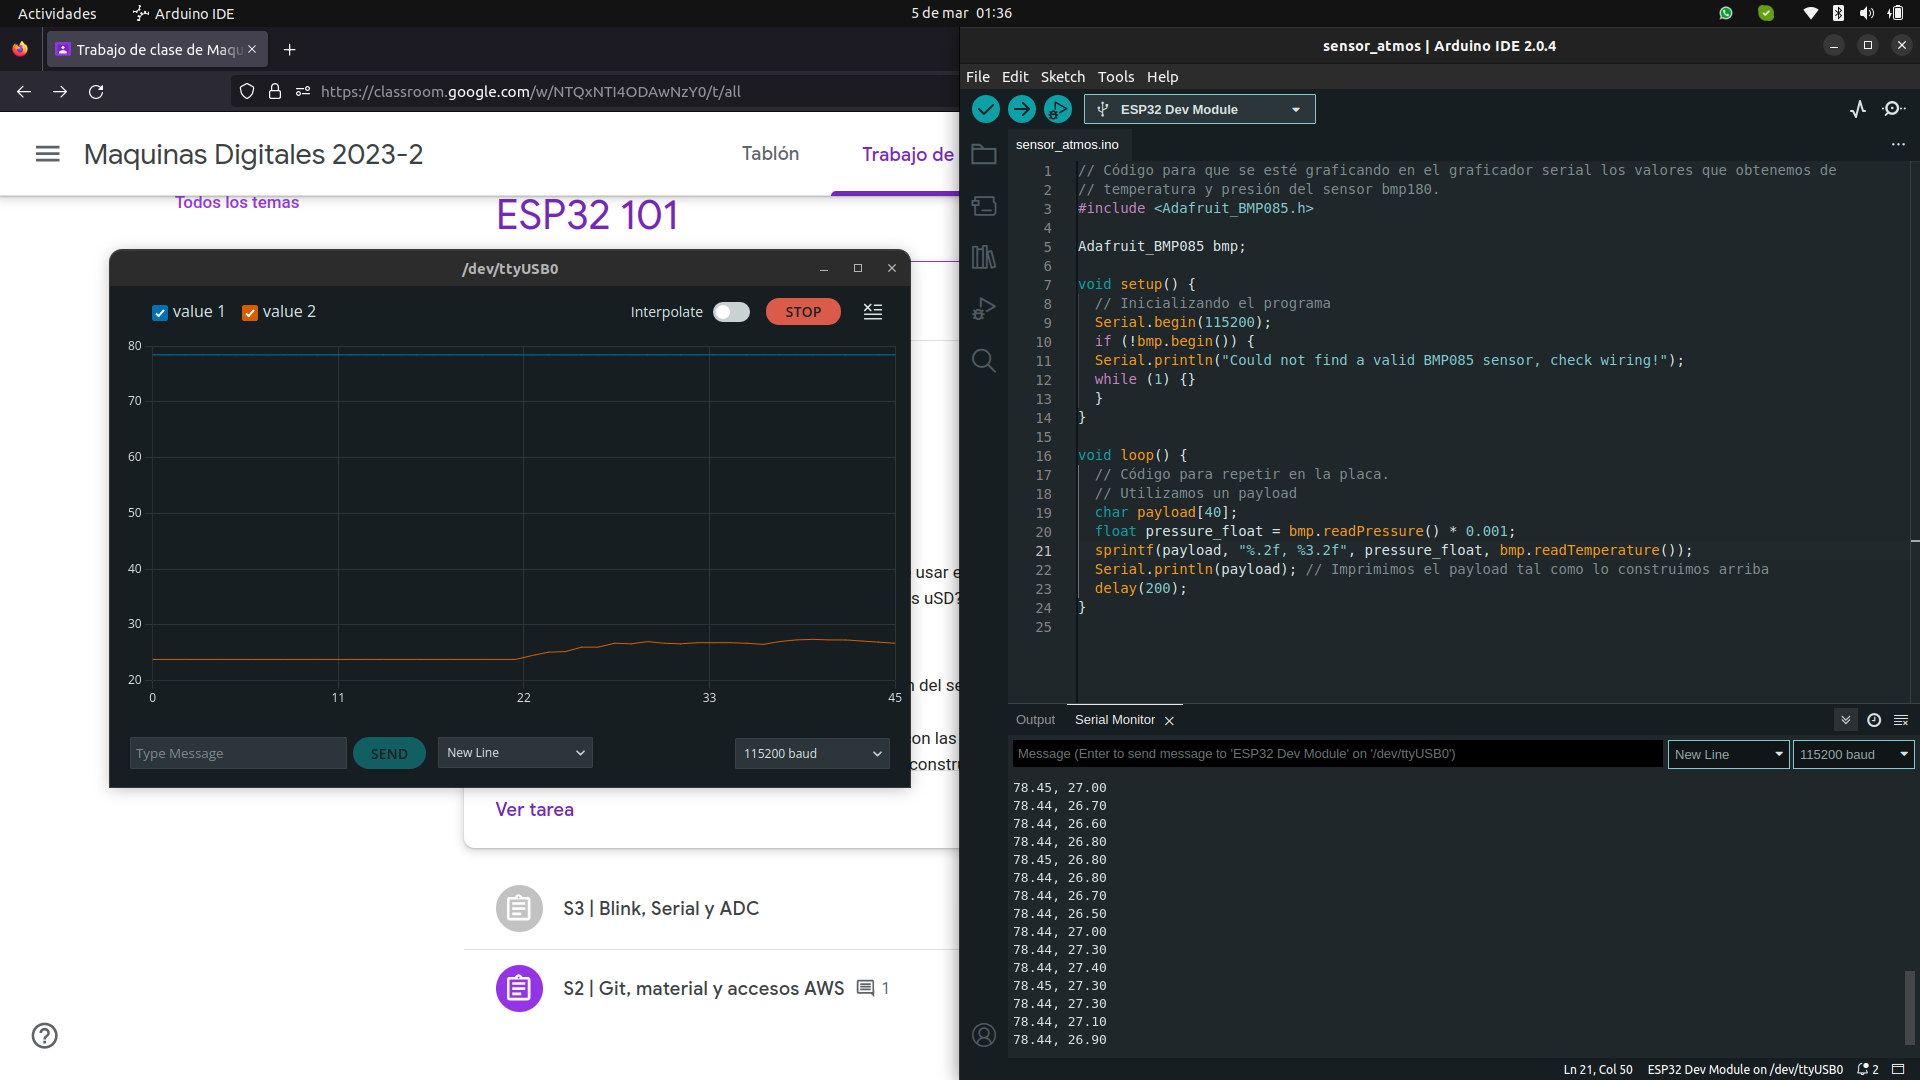 Actividades
Arduino IDE
5 de mar 01:36
Trabajo de clase de Maqu
https://classroom.google.com/w/NTQxNTI4ODAwNzY0/t/all
Maquinas Digitales 2023-2
Tablón
Trabajo de
Todos los temas
ESP32 101
/dev/ttyUSB0
value 1
value 2
Interpolate
STOP
80
70
60
50
40
30
20
0
11
22
33
45
Type Message
SEND
New Line
115200 baud
usar e
s uSD?
n del se
on las
constru
Ver tarea
S3 | Blink, Serial y ADC
S2 | Git, material y accesos AWS
1
sensor_atmos | Arduino IDE 2.0.4
File
Edit
Sketch
Tools
Help
ESP32 Dev Module
sensor_atmos.ino
1 // Código para que se esté graficando en el graficador serial los valores que obtenemos de
2 // temperatura y presión del sensor bmp180.
3 #include <Adafruit_BMP085.h>
4
5 Adafruit_BMP085 bmp;
6
7 void setup() {
8 // Inicializando el programa
9 Serial.begin(115200);
10 if (!bmp.begin()) {
11 Serial.println("Could not find a valid BMP085 sensor, check wiring!");
12 while (1) {}
13 }
14 }
15
16 void loop() {
17 // Código para repetir en la placa.
18 // Utilizamos un payload
19 char payload[40];
20 float pressure_float = bmp.readPressure() * 0.001;
21 sprintf(payload, "%.2f, %3.2f", pressure_float, bmp.readTemperature());
22 Serial.println(payload); // Imprimimos el payload tal como lo construimos arriba
23 delay(200);
24 }
25
Output
Serial Monitor
Message (Enter to send message to 'ESP32 Dev Module' on '/dev/ttyUSB0')
New Line
115200 baud
78.45, 27.00
78.44, 26.70
78.44, 26.60
78.44, 26.80
78.45, 26.80
78.44, 26.80
78.44, 26.70
78.44, 26.50
78.44, 27.00
78.44, 27.30
78.44, 27.40
78.45, 27.30
78.44, 27.30
78.44, 27.10
78.44, 26.90
Ln 21, Col 50
ESP32 Dev Module on /dev/ttyUSB0
2